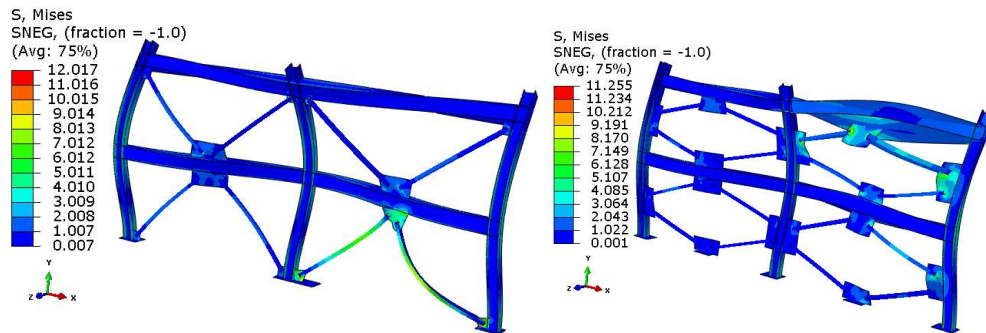 S, Mises
SNEG, (fraction = -1.0)
(Avg: 75%)
12.017
11.016
10.015
9.014
8.013
7.012
6.012
5.011
4.010
3.009
2.008
1.007
0.007
Y
Z
X
S, Mises
SNEG, (fraction = -1.0)
(Avg: 75%)
11.255
11.234
10.212
9.191
8.170
7.149
6.128
5.107
4.085
3.064
2.043
1.022
0.001
Y
Z
X